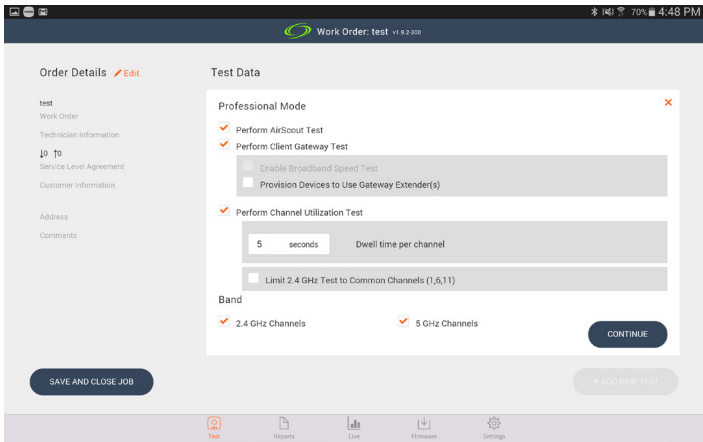 70% 4:48 PM
Work Order: test v1.9.2-300
Order Details Edit
Test Data
test
Work Order
Technician Information
↓0 ↑0
Service Level Agreement
Customer Information
Address
Comments
Professional Mode
Perform AirScout Test
Perform Client Gateway Test
Enable Broadband Speed Test
Provision Devices to Use Gateway Extender(s)
Perform Channel Utilization Test
5 seconds Dwell time per channel
Limit 2.4 GHz Test to Common Channels (1,6,11)
Band
2.4 GHz Channels 5 GHz Channels
CONTINUE
SAVE AND CLOSE JOB
+ ADD NEW TEST
Test Reports Live Firmware Settings